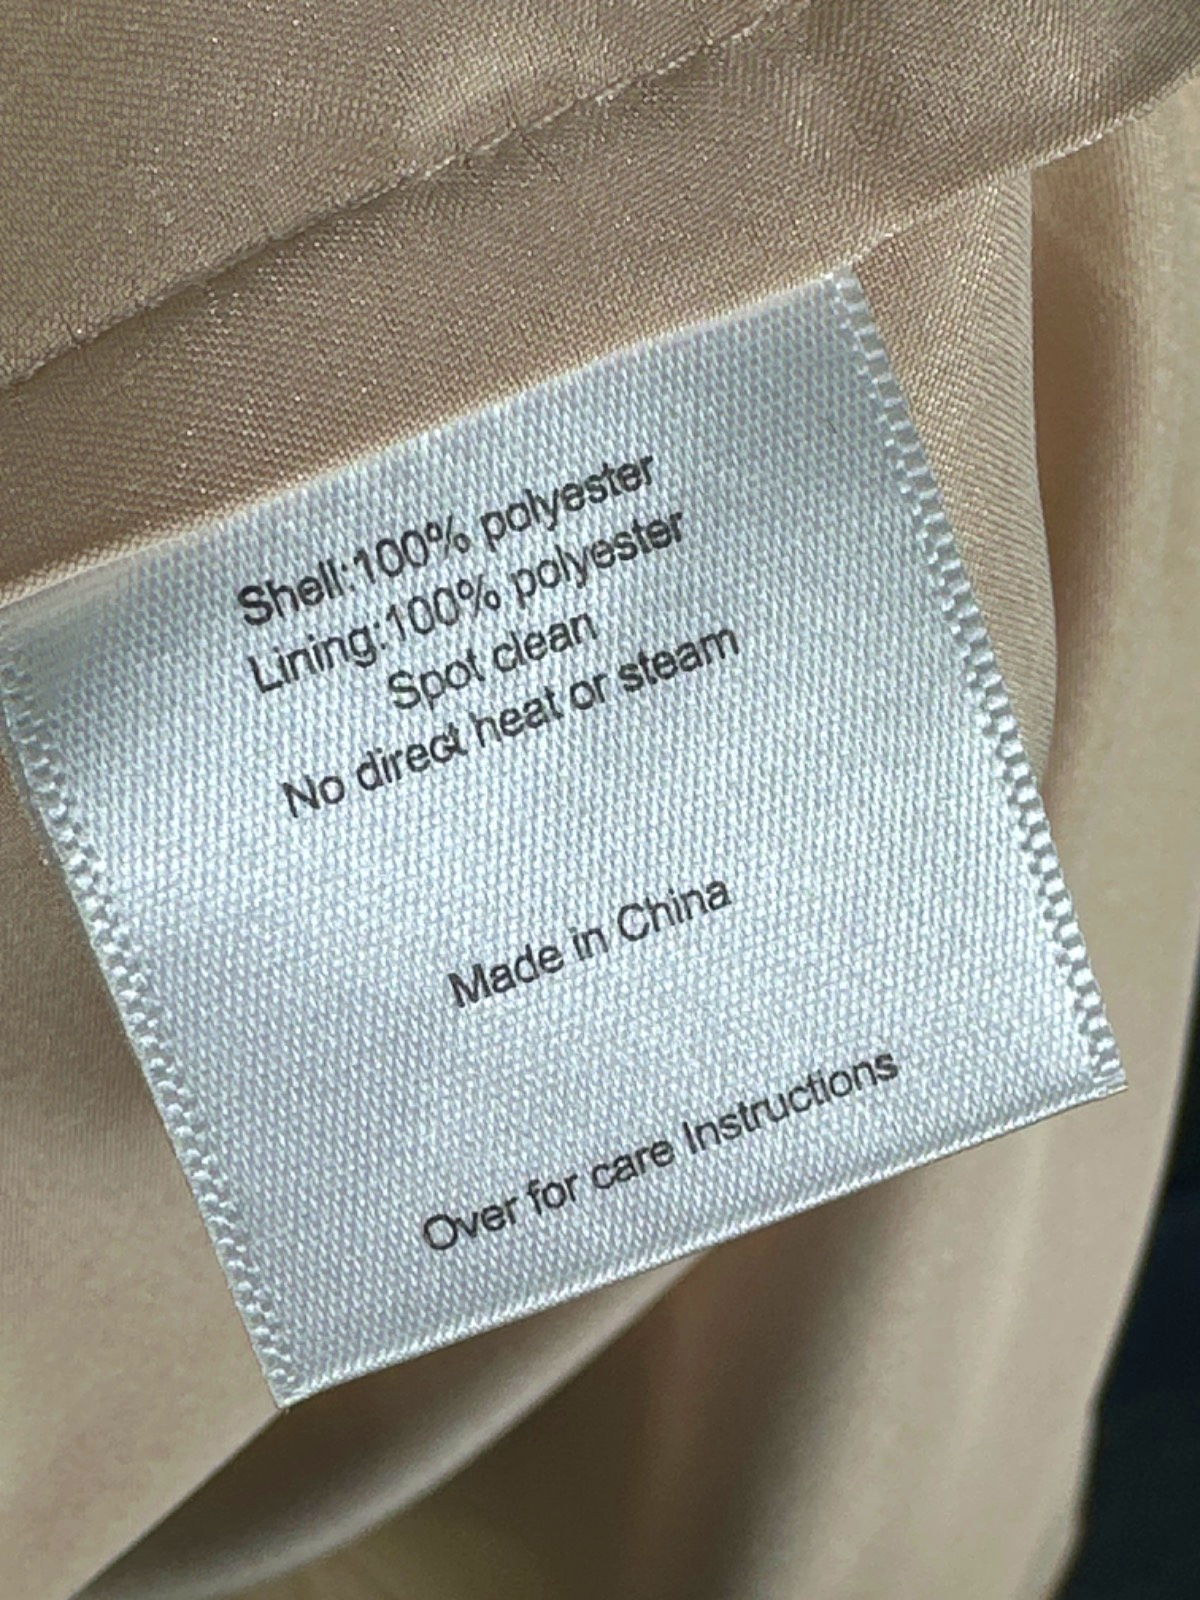 Shell:100% polyester
Lining:100% polyester
Spot clean
No direct heat or steam
Made in China
Over for care Instructions